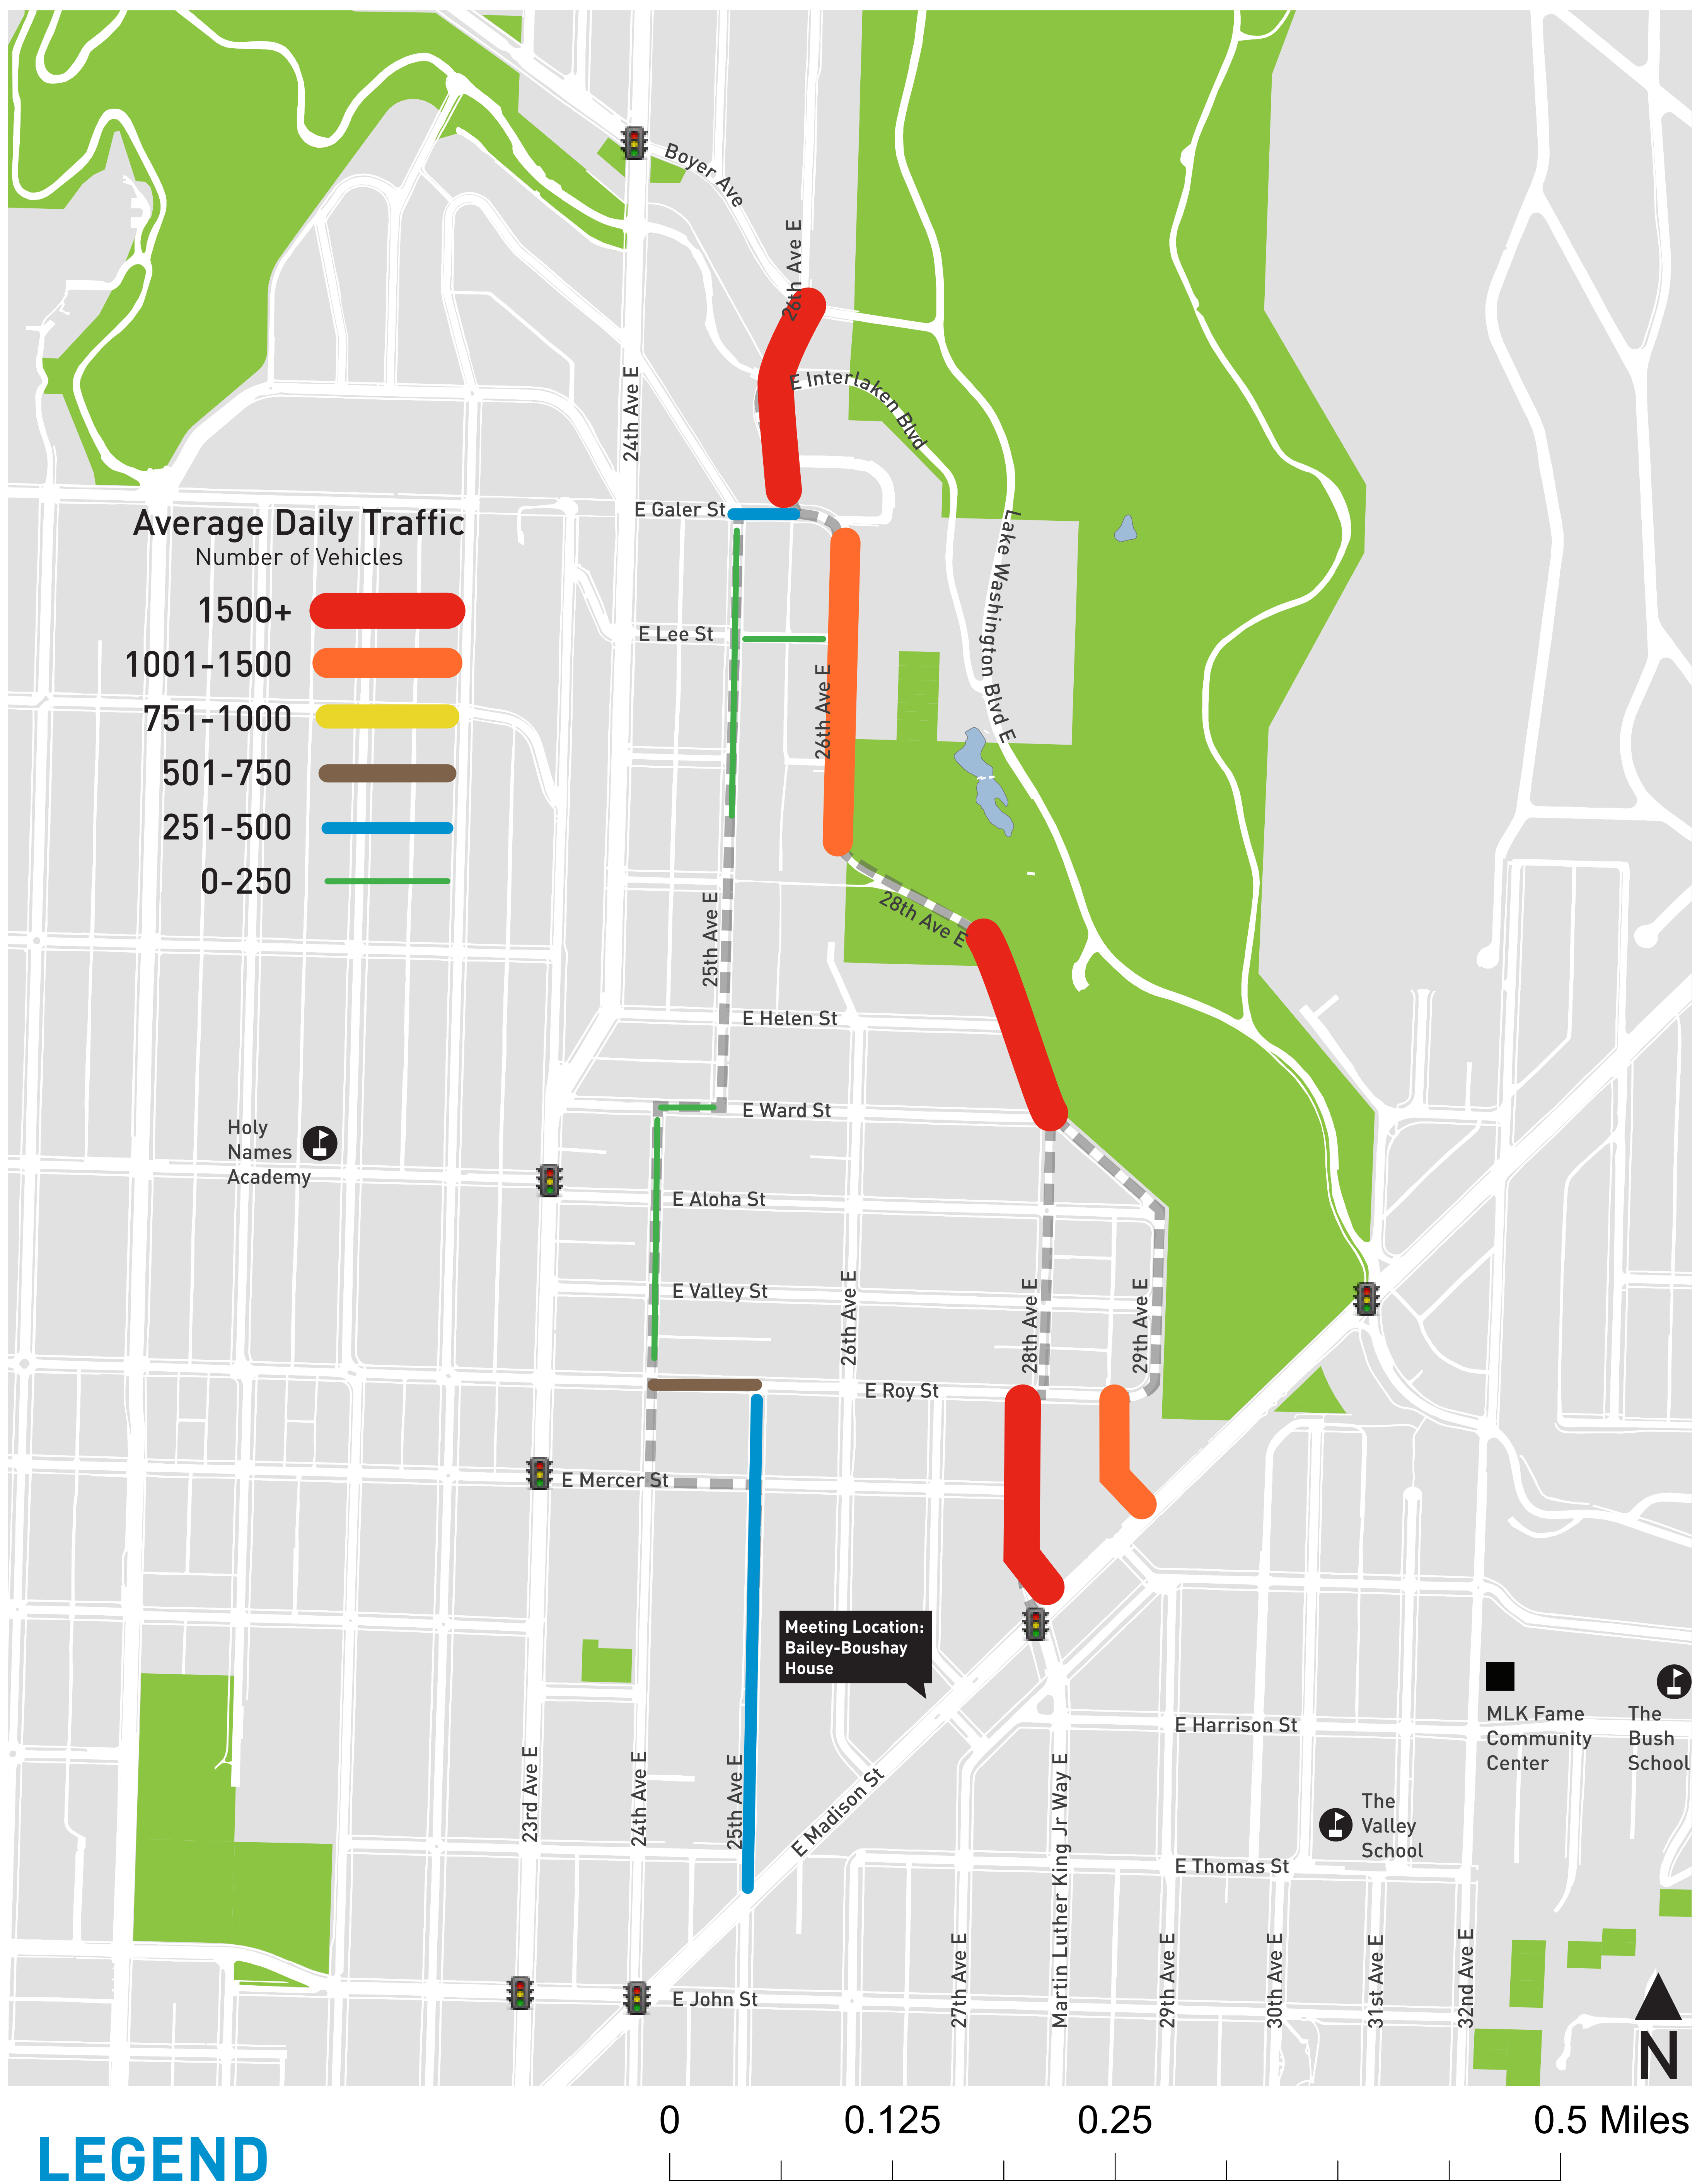 Boyer Ave
26th Ave E
E Interlaken Blvd
24th Ave E
E Galer St
Lake Washington Blvd E
Average Daily Traffic
Number of Vehicles
1500+
1001-1500
751-1000
501-750
251-500
0-250
E Lee St
26th Ave E
28th Ave E
25th Ave E
E Helen St
E Ward St
Holy
Names
Academy
E Aloha St
E Valley St
26th Ave E
28th Ave E
29th Ave E
E Roy St
E Mercer St
Meeting Location:
Bailey-Boushay
House
MLK Fame
Community
Center
The
Bush
School
E Harrison St
23rd Ave E
24th Ave E
25th Ave E
E Madison St
Martin Luther King Jr Way E
The
Valley
School
E Thomas St
27th Ave E
29th Ave E
30th Ave E
31st Ave E
32nd Ave E
E John St
N
0 0.125 0.25 0.5 Miles
LEGEND